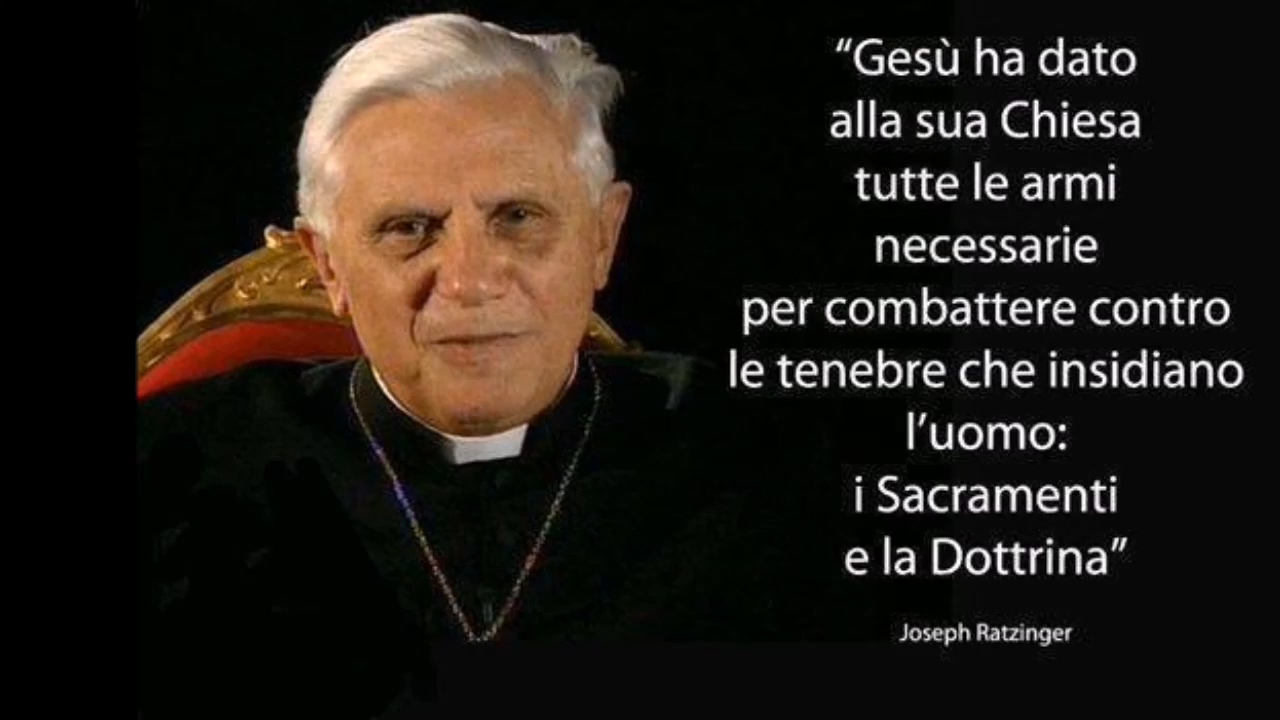 “Gesù ha dato
alla sua Chiesa
tutte le armi
necessarie
per combattere contro
le tenebre che insidiano
l’uomo:
i Sacramenti
e la Dottrina”
Joseph Ratzinger